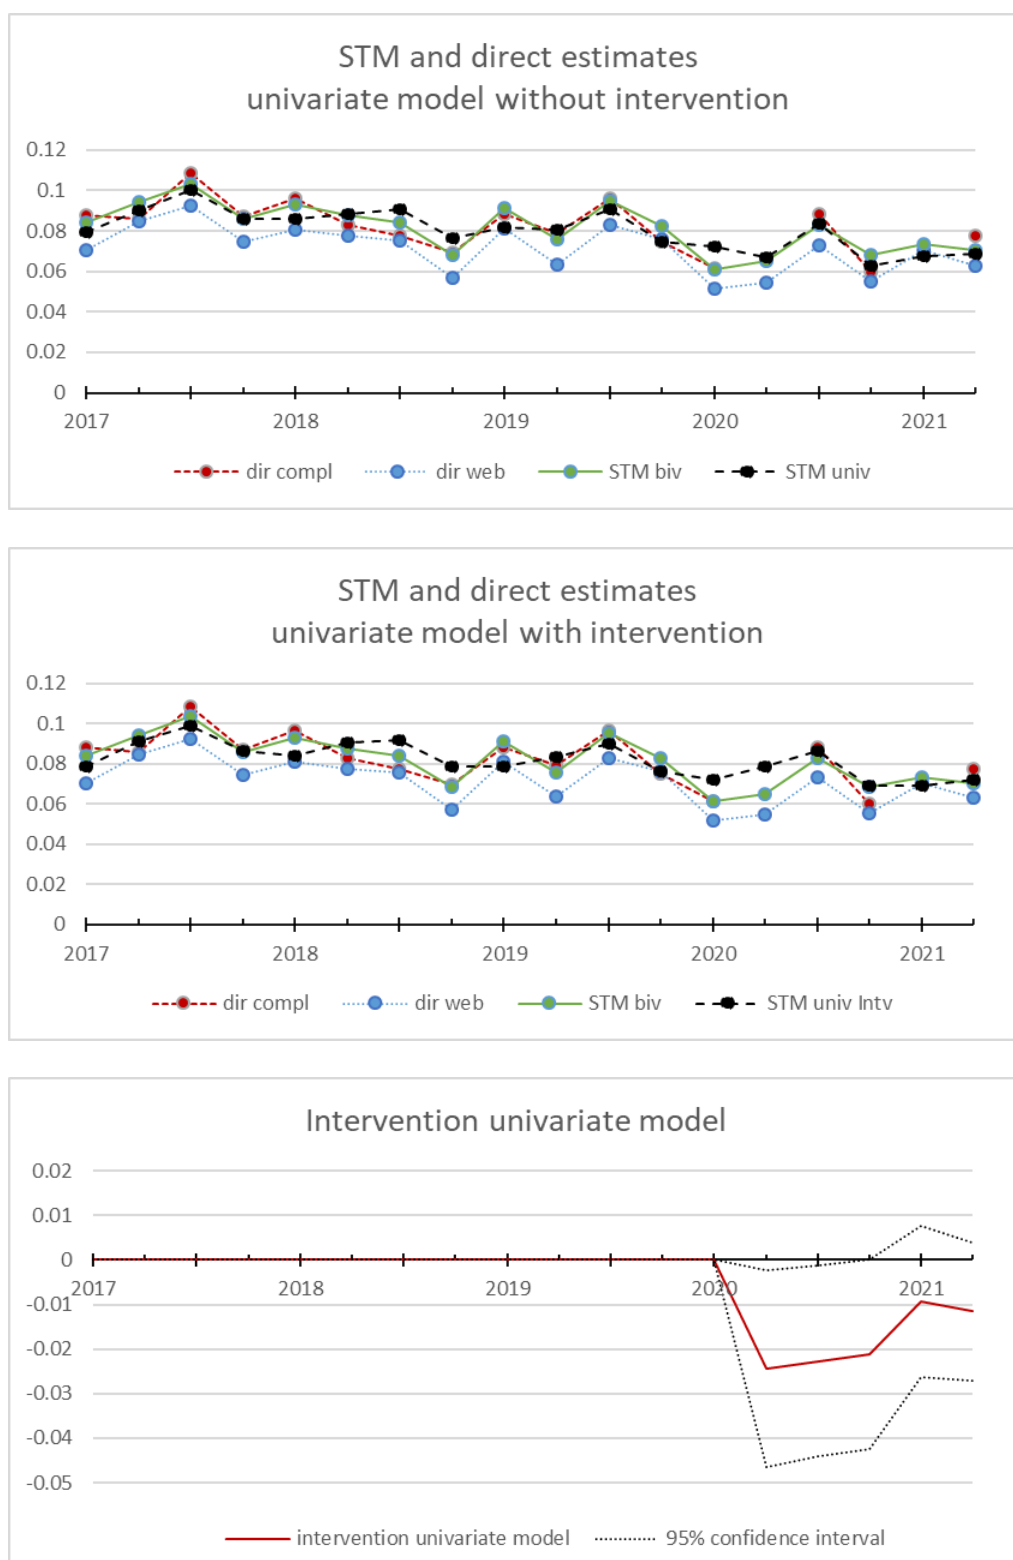 STM and direct estimates
univariate model without intervention
0.12
0.1
0.08
0.06
0.04
0.02
0
2017 2018 2019 2020 2021
dir compl dir web STM biv STM univ
STM and direct estimates
univariate model with intervention
0.12
0.1
0.08
0.06
0.04
0.02
0
2017 2018 2019 2020 2021
dir compl dir web STM biv STM univ Intv
Intervention univariate model
0.02
0.01
0
2017 2018 2019 2020 2021
-0.01
-0.02
-0.03
-0.04
-0.05
intervention univariate model 95% confidence interval